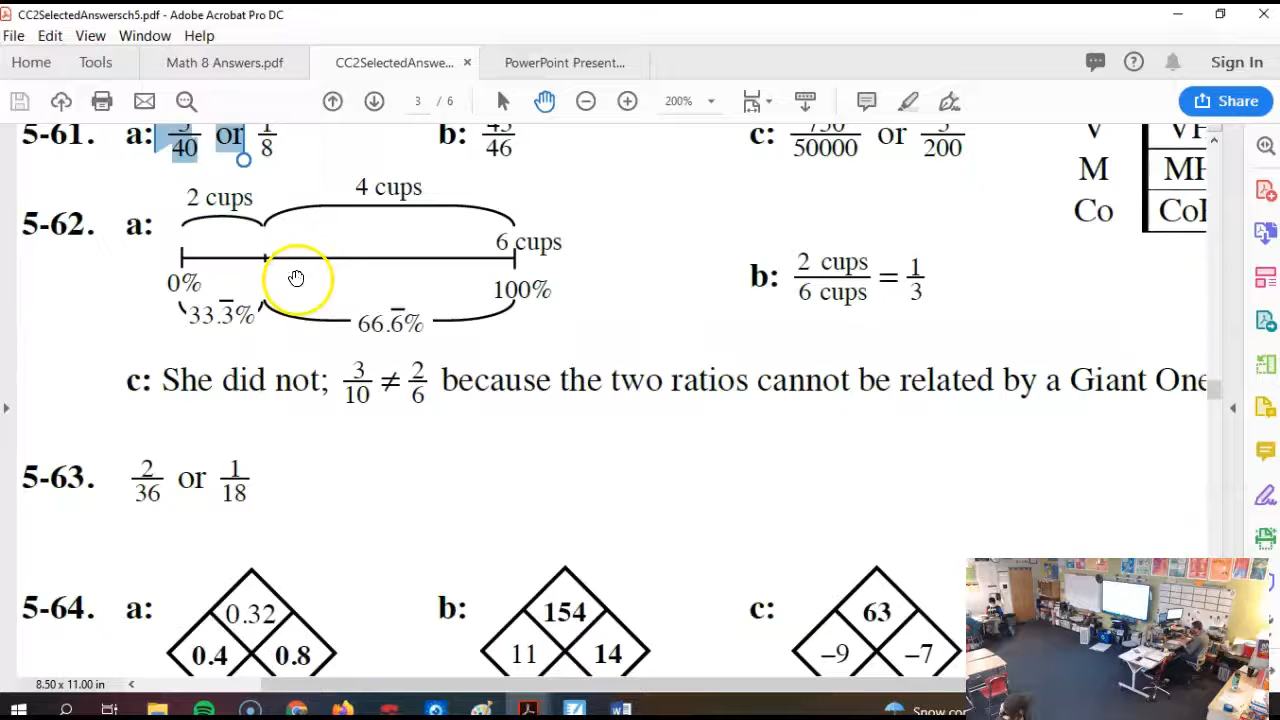 CC2SelectedAnswersch5.pdf - Adobe Acrobat Pro DC
File Edit View Window Help
Home Tools Math 8 Answers.pdf CC2SelectedAnswe... × PowerPoint Present... Sign In
3 / 6 200% Share
5-61. a: 5/40 or 1/8 b: 45/46 c: 750/50000 or 3/200
V
M
Co
2 cups 4 cups
5-62. a:
6 cups
0% 100%
33.3̅% 66.6̅%
b: 2 cups/6 cups = 1/3
c: She did not; 3/10 ≠ 2/6 because the two ratios cannot be related by a Giant One
5-63. 2/36 or 1/18
5-64. a: 0.32 b: 154 c: 63
0.4 0.8 11 14 –9 –7
8.50 x 11.00 in